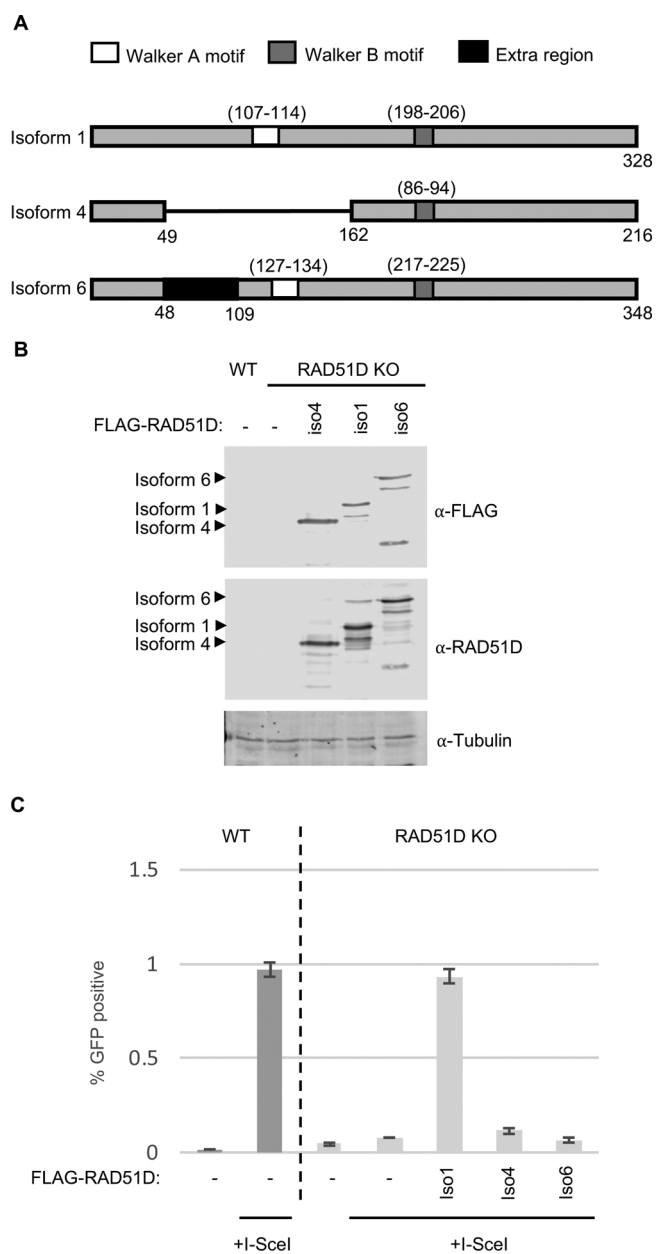 A
Walker A motif Walker B motif Extra region
(107-114) (198-206)
Isoform 1
328
(86-94)
Isoform 4
49 162 216
(127-134) (217-225)
Isoform 6
48 109 348
B
WT RAD51D KO
FLAG-RAD51D: - - iso4 iso1 iso6
Isoform 6
Isoform 1
Isoform 4
α-FLAG
Isoform 6
Isoform 1
Isoform 4
α-RAD51D
α-Tubulin
C
WT RAD51D KO
1.5
1
0.5
0
% GFP positive
FLAG-RAD51D: - - - - Iso1 Iso4 Iso6
+I-SceI +I-SceI